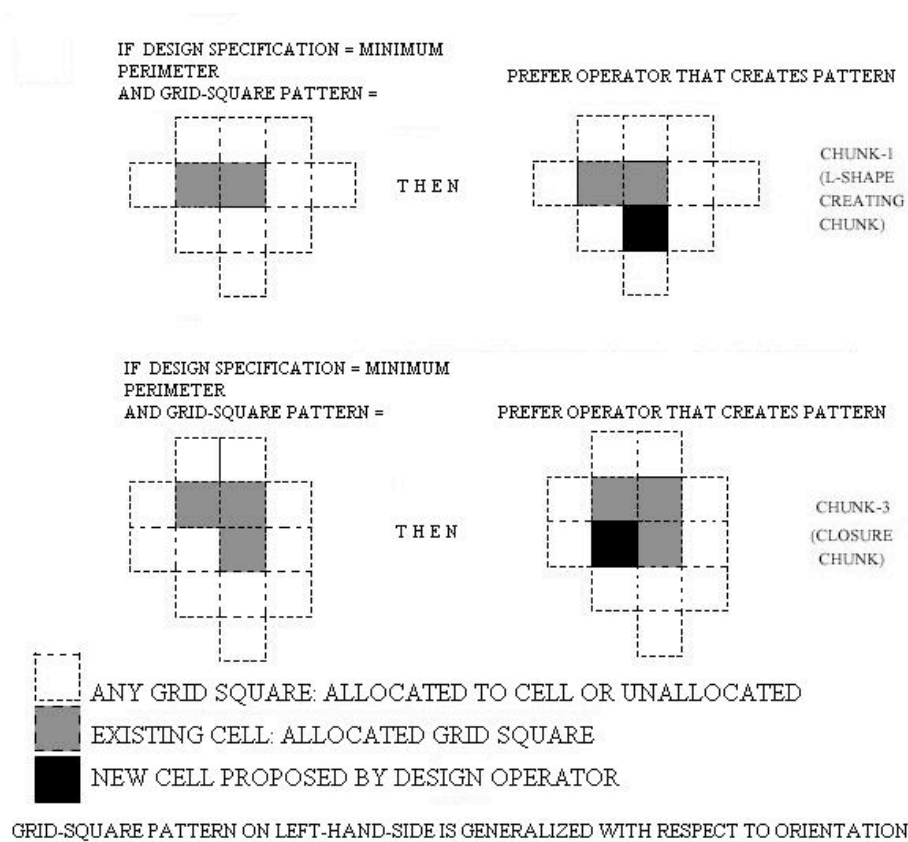 IF DESIGN SPECIFICATION = MINIMUM
PERIMETER
AND GRID-SQUARE PATTERN =
PREFER OPERATOR THAT CREATES PATTERN
THEN
CHUNK-1
(L-SHAPE
CREATING
CHUNK)
IF DESIGN SPECIFICATION = MINIMUM
PERIMETER
AND GRID-SQUARE PATTERN =
PREFER OPERATOR THAT CREATES PATTERN
THEN
CHUNK-3
(CLOSURE
CHUNK)
ANY GRID SQUARE: ALLOCATED TO CELL OR UNALLOCATED
EXISTING CELL: ALLOCATED GRID SQUARE
NEW CELL PROPOSED BY DESIGN OPERATOR
GRID-SQUARE PATTERN ON LEFT-HAND-SIDE IS GENERALIZED WITH RESPECT TO ORIENTATION